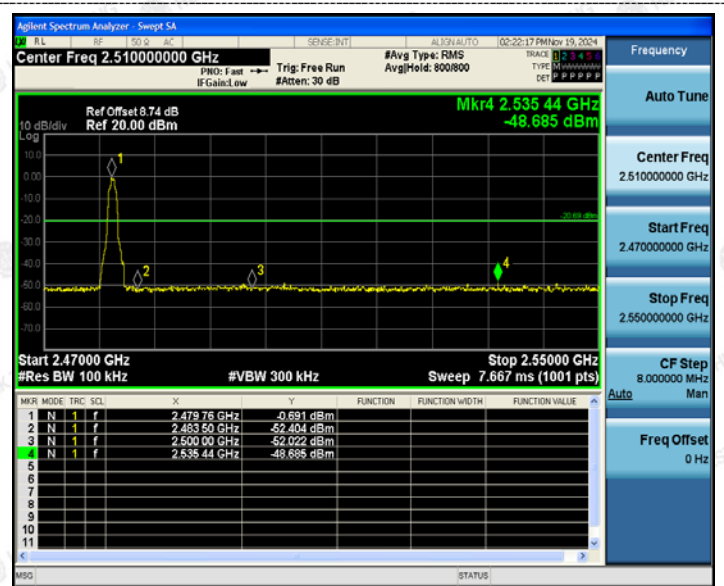 Agilent Spectrum Analyzer - Swept SA
RL RF 50 Ω AC SENSE:INT ALIGNAUTO 02:22:17 PM Nov 19, 2024
Center Freq 2.510000000 GHz
PNO: Fast
IFGain:Low
Trig: Free Run
#Atten: 30 dB
#Avg Type: RMS
Avg|Hold: 800/800
TRACE 1 2 3 4 5 6
TYPE M
DET P P P P P P
Ref Offset 8.74 dB
10 dB/div Ref 20.00 dBm
Log
Mkr4 2.535 44 GHz
-48.685 dBm
10.0
0.00
-10.0
-20.0
-30.0
-40.0
-50.0
-60.0
-70.0
-20.69 dBm
1
2
3
4
Start 2.47000 GHz Stop 2.55000 GHz
#Res BW 100 kHz #VBW 300 kHz Sweep 7.667 ms (1001 pts)
MKR MODE TRC SCL X Y FUNCTION FUNCTION WIDTH FUNCTION VALUE
1 N 1 f 2.479 76 GHz -0.691 dBm
2 N 1 f 2.483 50 GHz -52.404 dBm
3 N 1 f 2.500 00 GHz -52.022 dBm
4 N 1 f 2.535 44 GHz -48.685 dBm
5
6
7
8
9
10
11
MSG STATUS
Frequency
Auto Tune
Center Freq
2.510000000 GHz
Start Freq
2.470000000 GHz
Stop Freq
2.550000000 GHz
CF Step
8.000000 MHz
Auto Man
Freq Offset
0 Hz